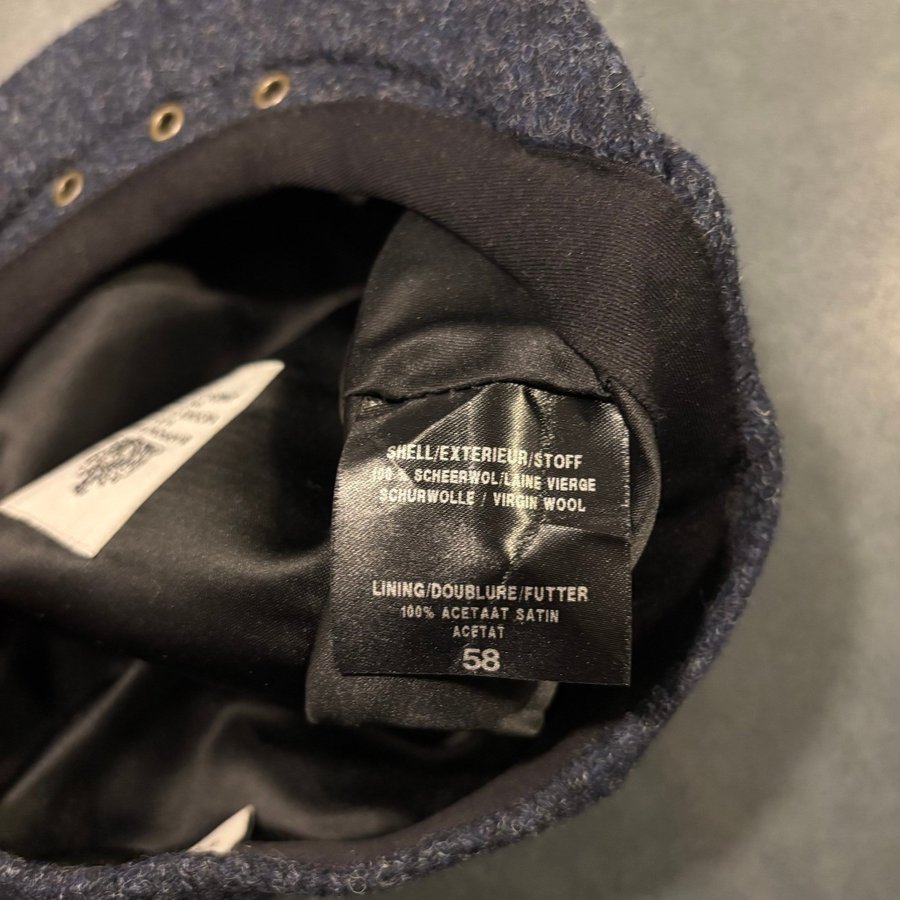 SHELL/EXTERIEUR/STOFF
100 % SCHEERWOL/LAINE VIERGE
SCHURWOLLE / VIRGIN WOOL
LINING/DOUBLURE/FUTTER
100% ACETAAT SATIN
ACETAT
58